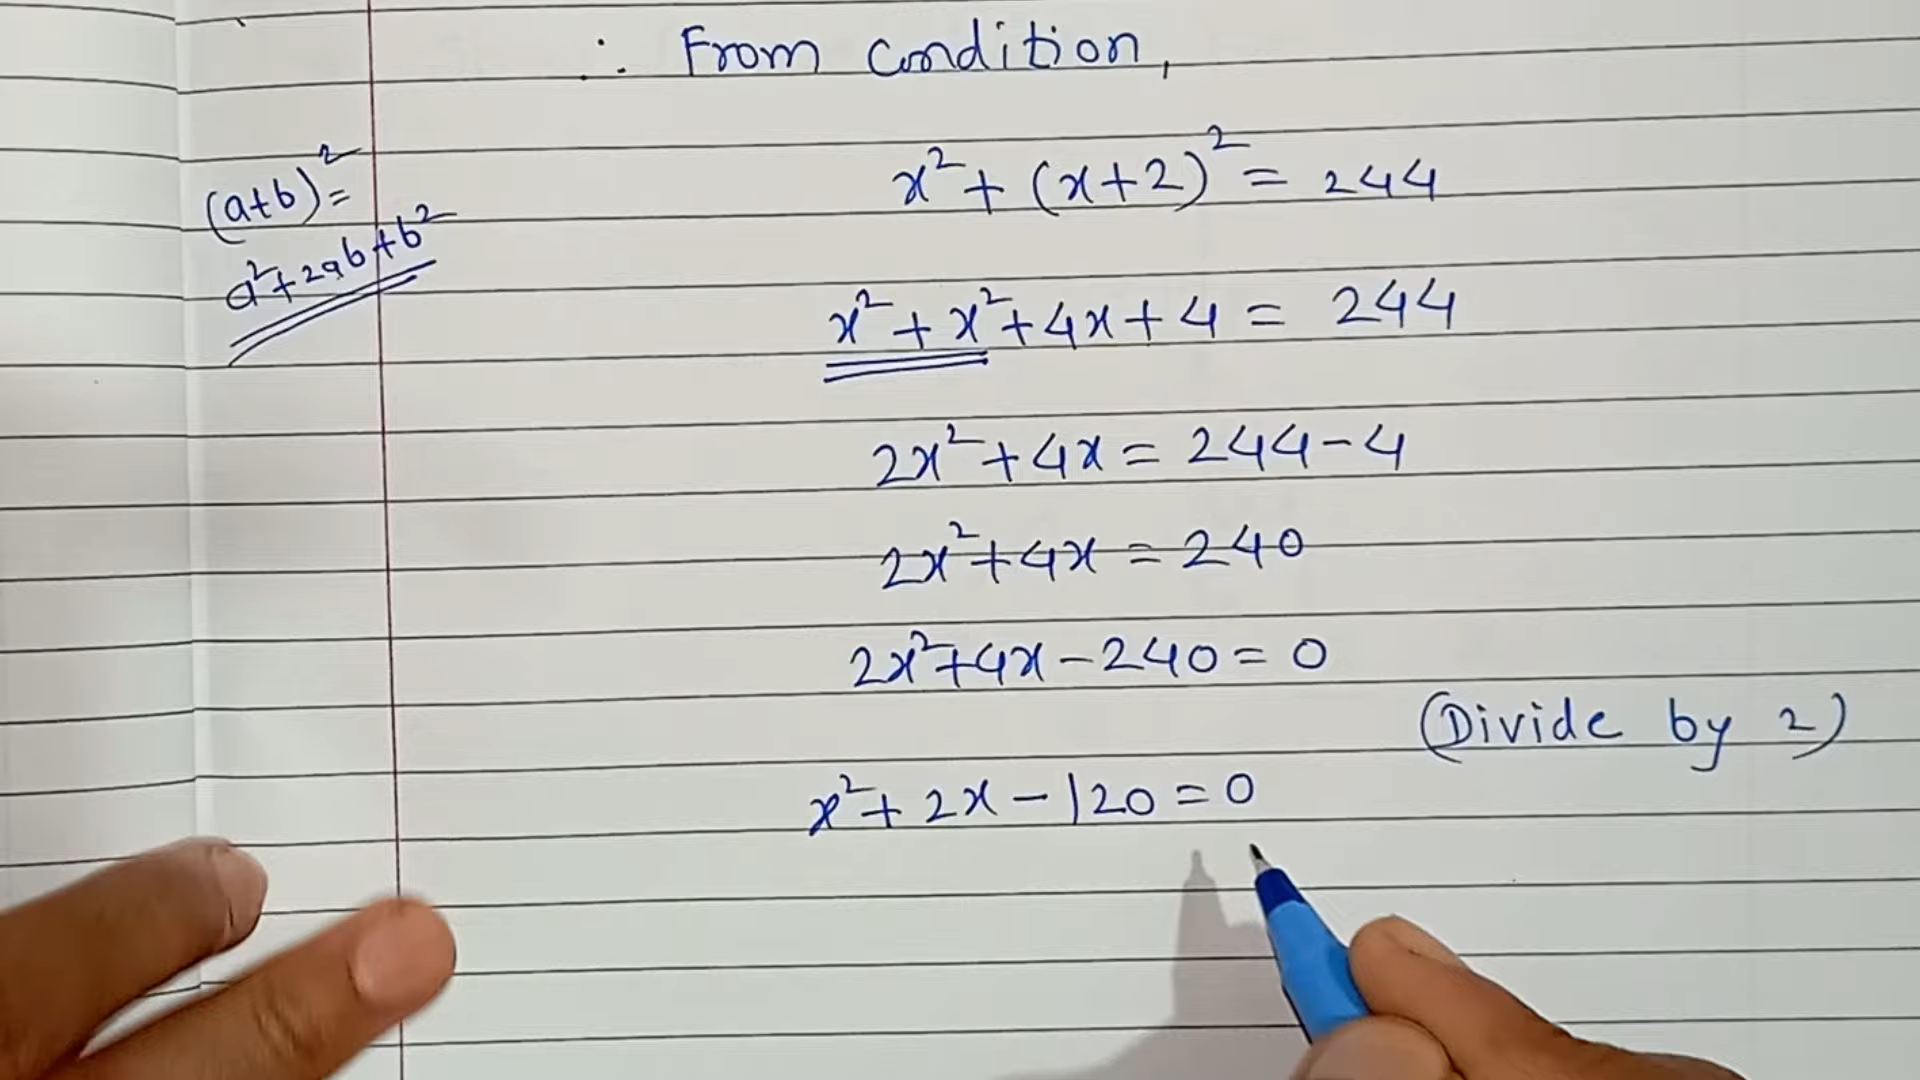 ∴ From condition,
(a+b)² =
a²+2ab+b²
x² + (x+2)² = 244
x² + x² + 4x + 4 = 244
2x² + 4x = 244 - 4
2x² + 4x = 240
2x² + 4x - 240 = 0
(Divide by 2)
x² + 2x - 120 = 0